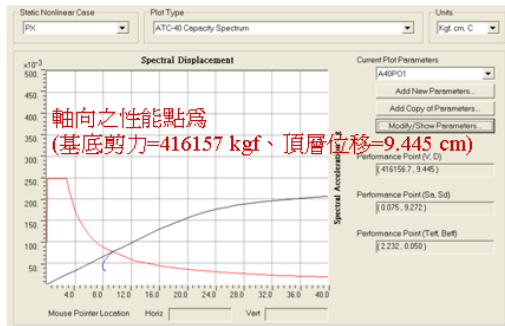 Static Nonlinear Case
Plot Type
Units
PX
ATC-40 Capacity Spectrum
Kgf, cm, C
Spectral Displacement
Current Plot Parameters
x10⁻³
500.
A40PO1
450.
Add New Parameters...
400.
Add Copy of Parameters...
軸向之性能點為
350.
Modify/Show Parameters...
(基底剪力=416157 kgf、頂層位移=9.445 cm)
300.
Performance Point (V, D)
250.
(416156.7 , 9.445 )
200.
Performance Point (Sa, Sd)
150.
(0.075 , 9.272 )
100.
Performance Point (Teff, Beff)
50.
(2.232 , 0.050 )
Spectral Acceleration - g
4.0 8.0 12.0 16.0 20.0 24.0 28.0 32.0 36.0 40.0
Mouse Pointer Location Horiz Vert